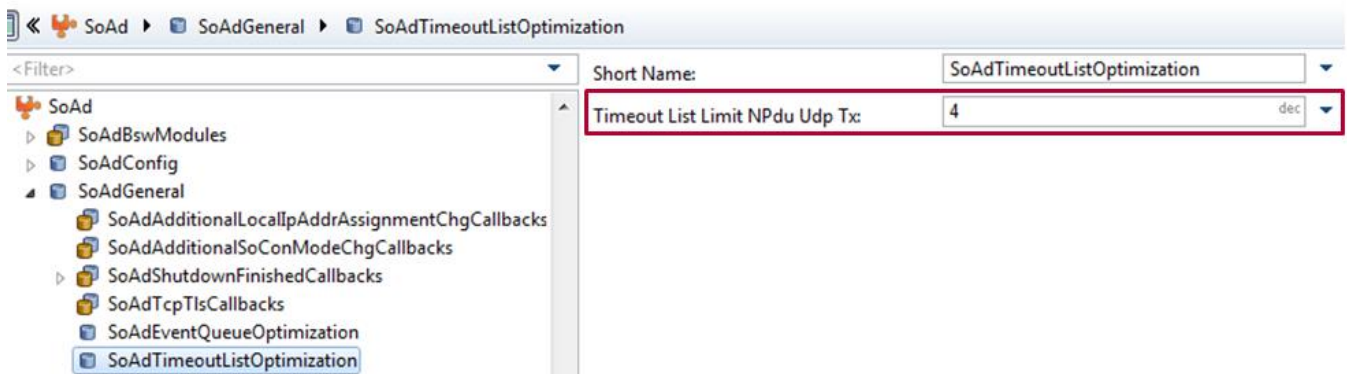 « SoAd SoAdGeneral SoAdTimeoutListOptimization
<Filter>
SoAd
SoAdBswModules
SoAdConfig
SoAdGeneral
SoAdAdditionalLocalIpAddrAssignmentChgCallbacks
SoAdAdditionalSoConModeChgCallbacks
SoAdShutdownFinishedCallbacks
SoAdTcpTlsCallbacks
SoAdEventQueueOptimization
SoAdTimeoutListOptimization
Short Name: SoAdTimeoutListOptimization
Timeout List Limit NPdu Udp Tx: 4 dec